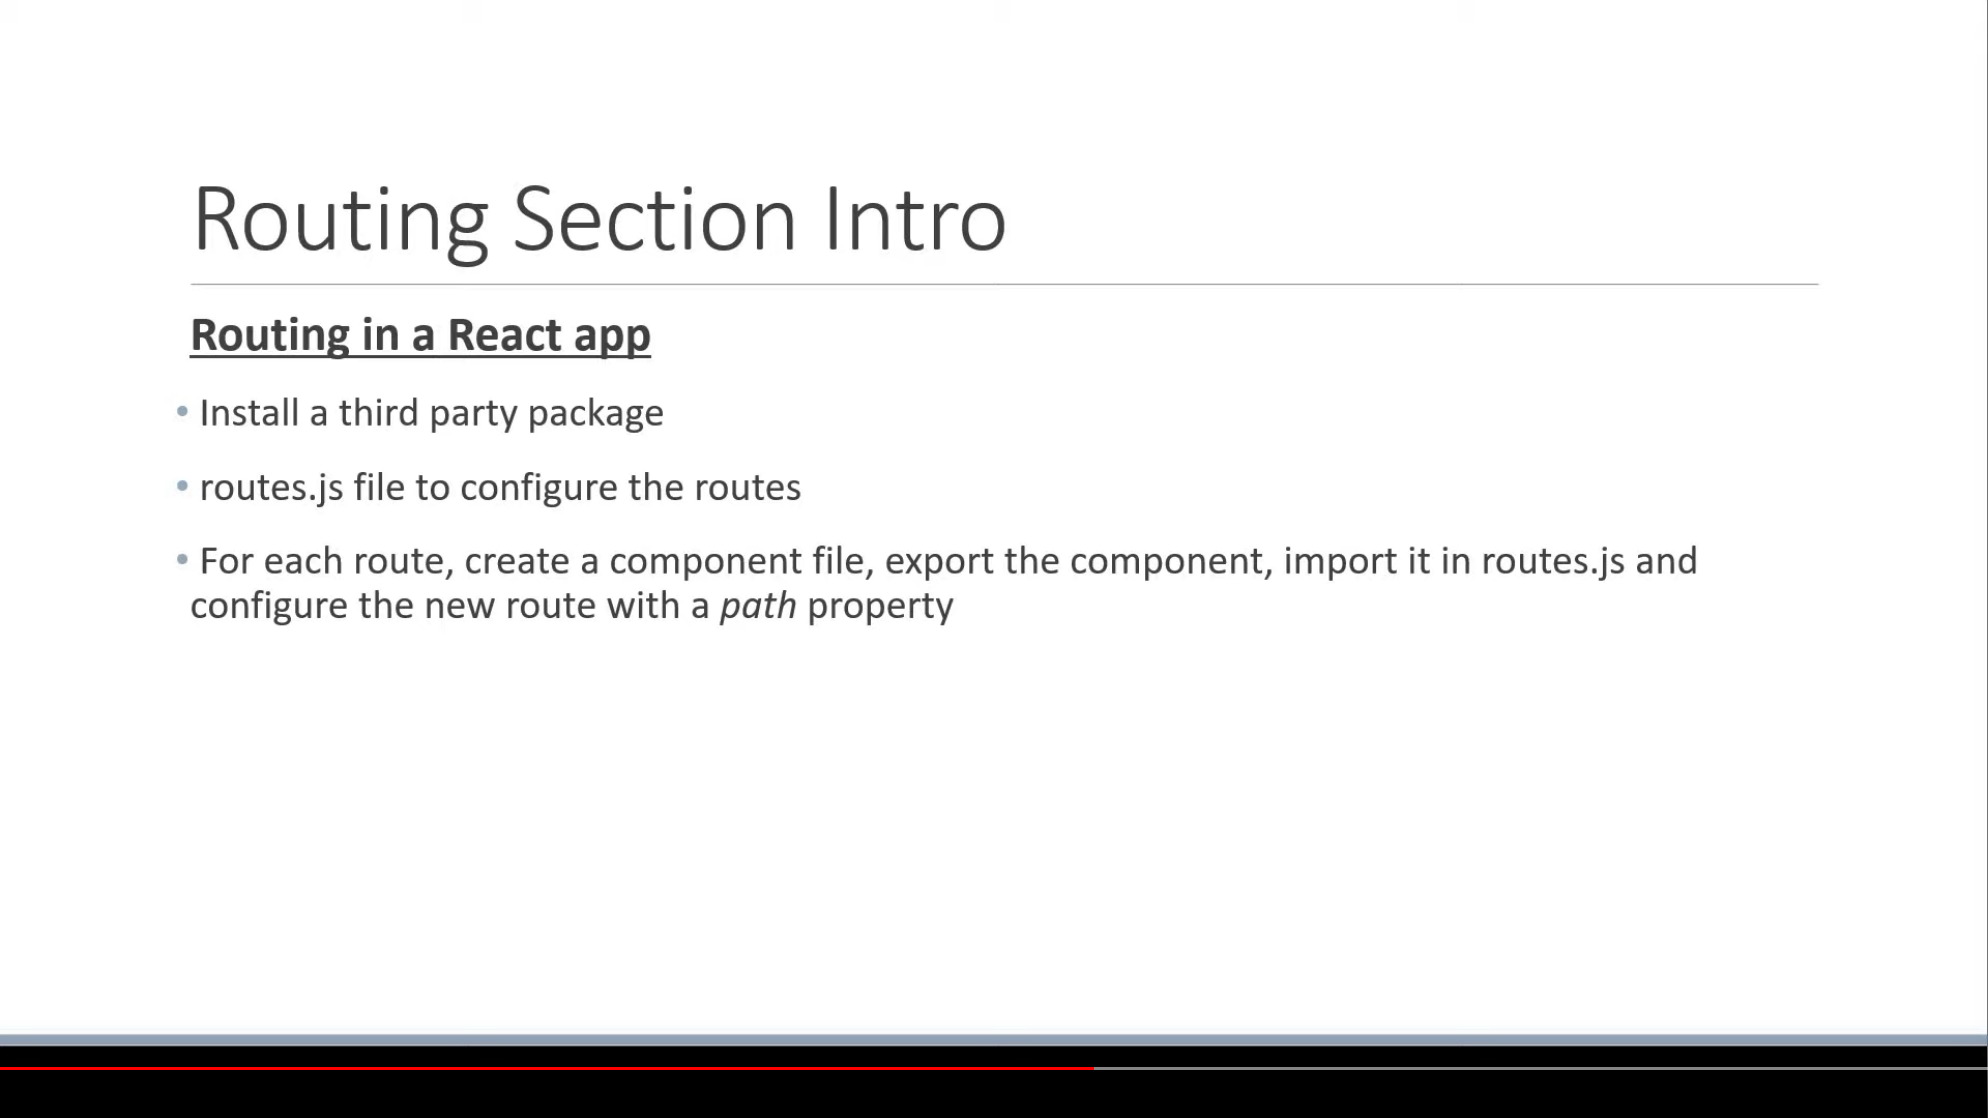 Routing Section Intro
Routing in a React app
• Install a third party package
• routes.js file to configure the routes
• For each route, create a component file, export the component, import it in routes.js and
configure the new route with a path property